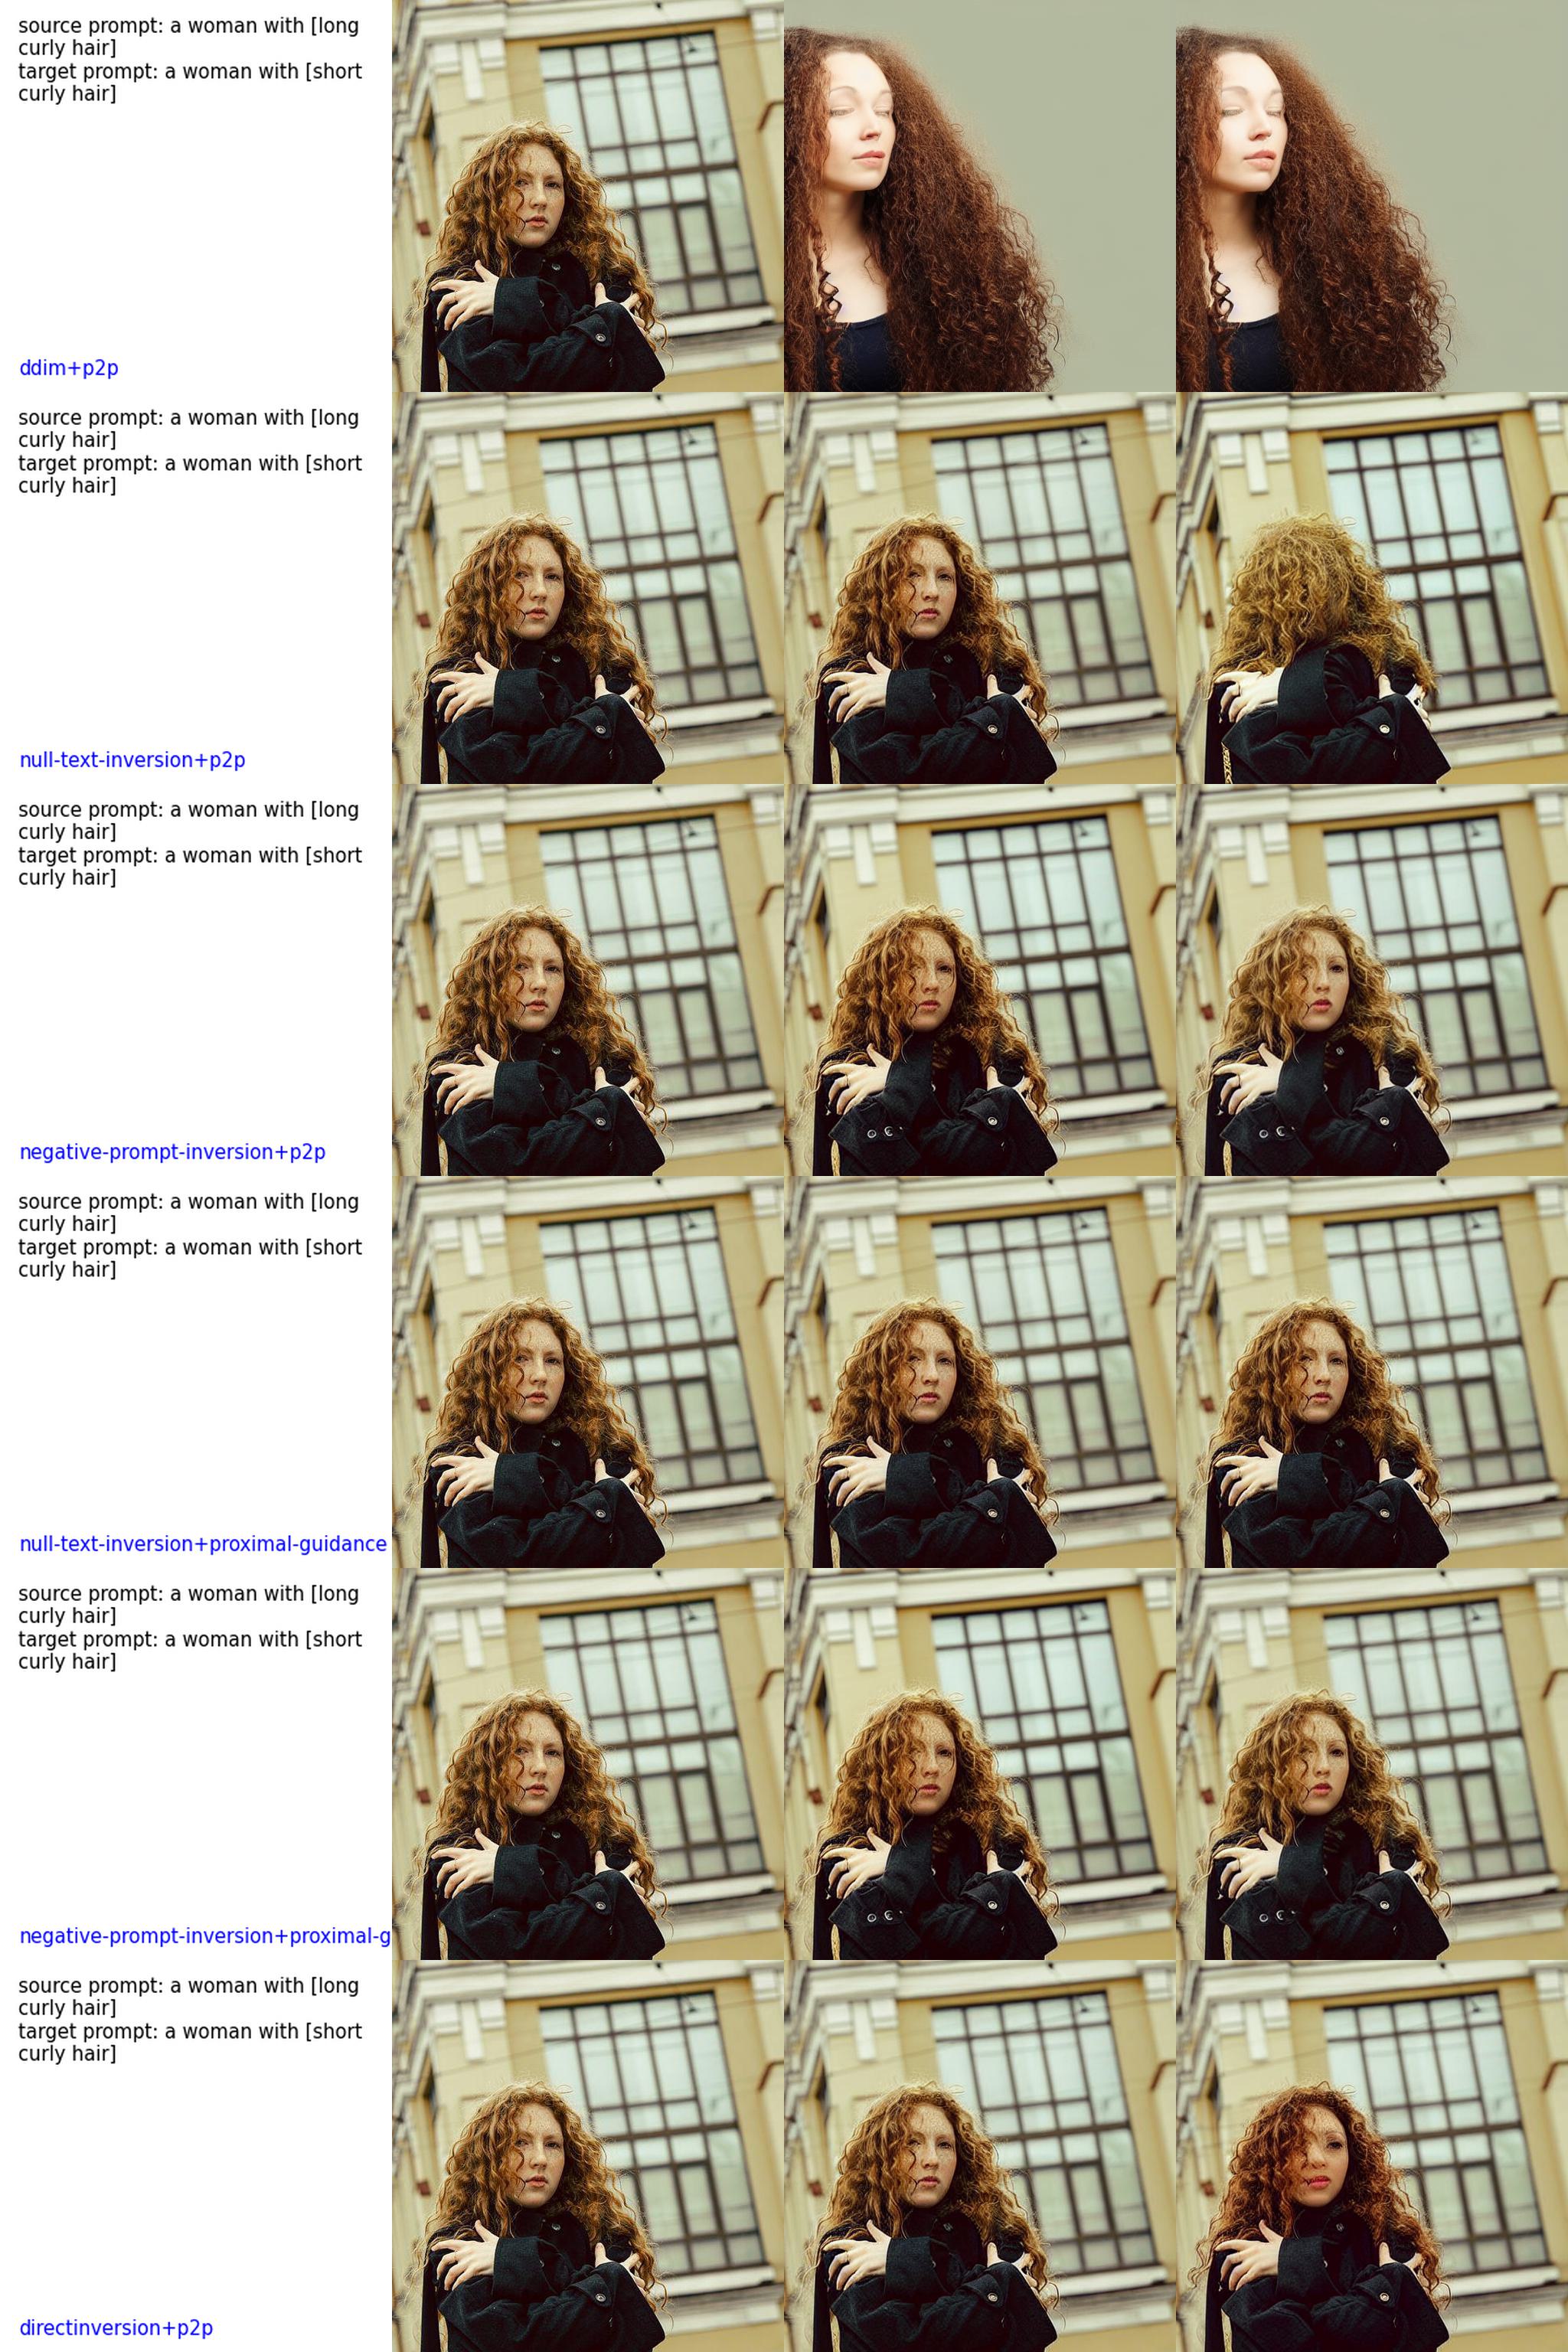 source prompt: a woman with [long
curly hair]
target prompt: a woman with [short
curly hair]
ddim+p2p
source prompt: a woman with [long
curly hair]
target prompt: a woman with [short
curly hair]
null-text-inversion+p2p
source prompt: a woman with [long
curly hair]
target prompt: a woman with [short
curly hair]
negative-prompt-inversion+p2p
source prompt: a woman with [long
curly hair]
target prompt: a woman with [short
curly hair]
null-text-inversion+proximal-guidance
source prompt: a woman with [long
curly hair]
target prompt: a woman with [short
curly hair]
negative-prompt-inversion+proximal-g
source prompt: a woman with [long
curly hair]
target prompt: a woman with [short
curly hair]
directinversion+p2p